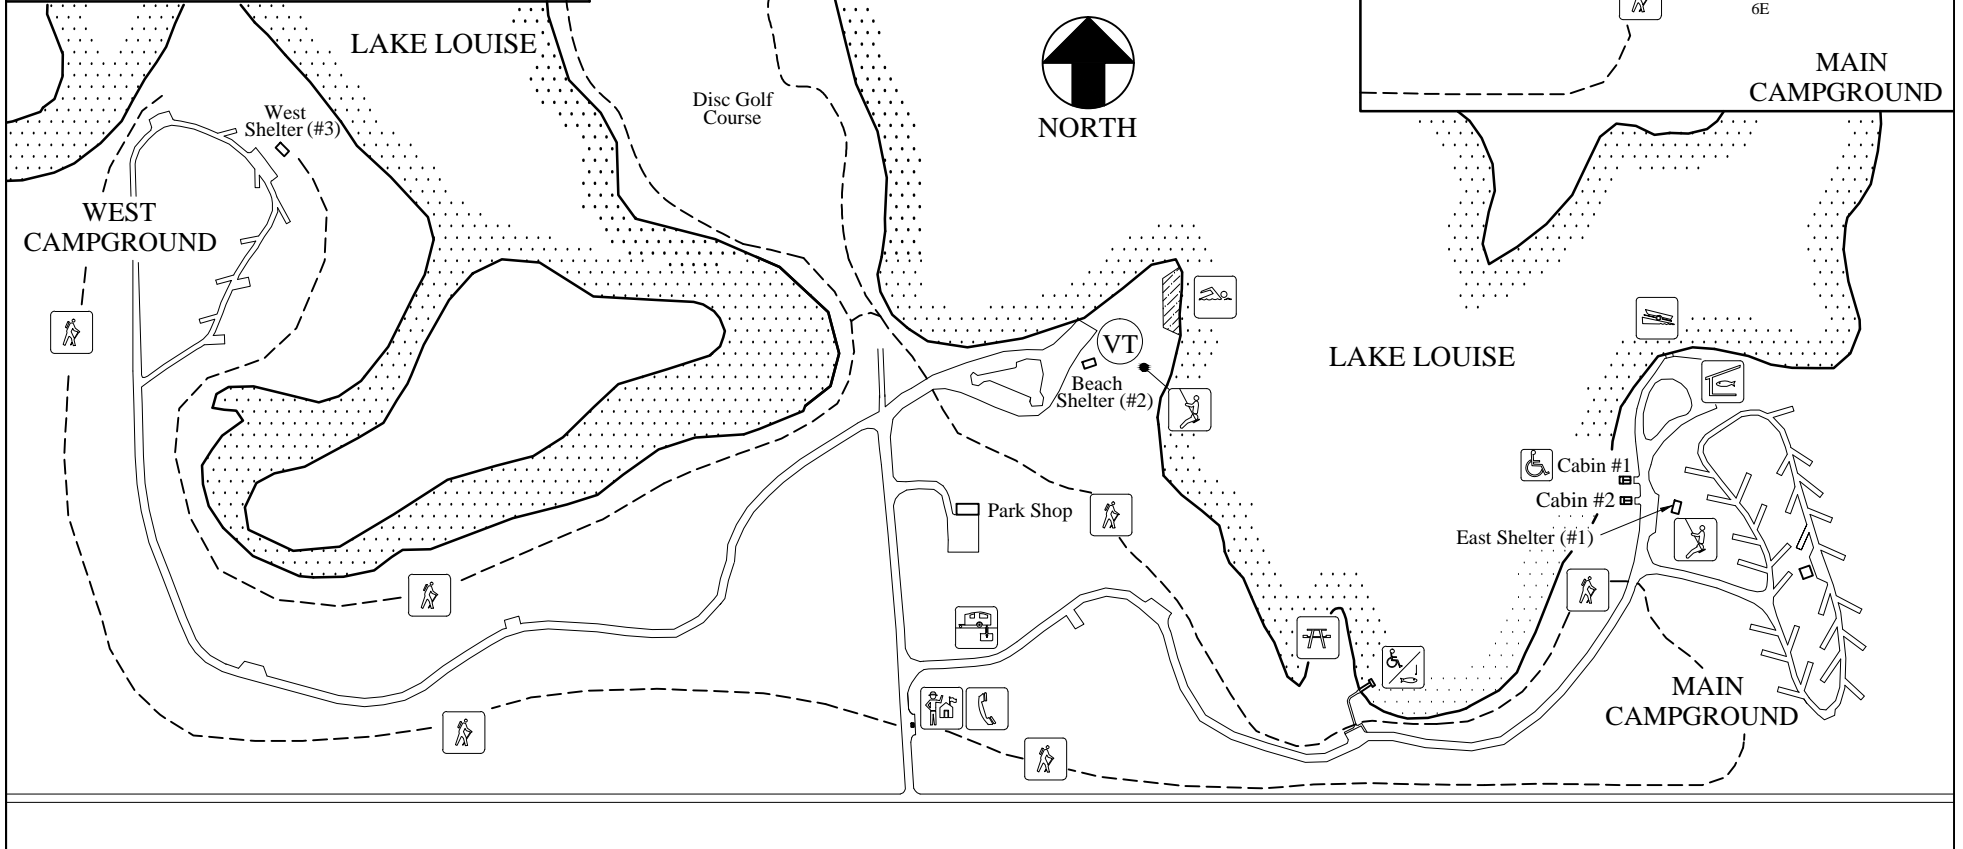 6E
MAIN
CAMPGROUND
LAKE LOUISE
Disc Golf
Course
NORTH
West
Shelter (#3)
WEST
CAMPGROUND
VT
LAKE LOUISE
Beach
Shelter (#2)
Cabin #1
Cabin #2
Park Shop
East Shelter (#1)
MAIN
CAMPGROUND